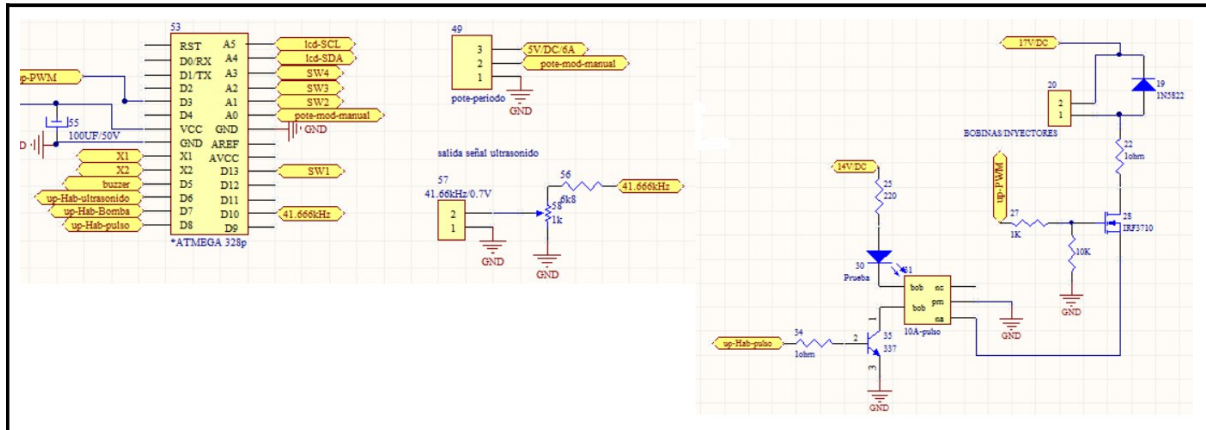 53
RST
D0/RX
D1/TX
D2
D3
D4
VCC
GND
X1
X2
D5
D6
D7
D8
A5
A4
A3
A2
A1
A0
GND
AREF
AVCC
D13
D12
D11
D10
D9
*ATMEGA 328p
up-PWM
55
100UF/50V
X1
X2
buzzer
up-Hab-ultrasonido
up-Hab-Bomba
up-Hab-pulso
lcd-SCL
lcd-SDA
SW4
SW3
SW2
pote-mod-manual
GND
SW1
41.666kHz
49
3
2
1
pote-periodo
5V/DC/6A
pote-mod-manual
GND
salida señal ultrasonido
57
41.66kHz/0.7V
2
1
GND
56
6k8
41.666kHz
58
1k
GND
17V/DC
19
1N5822
20
2
1
BOBINAS/INYECTORES
22
1ohm
14V/DC
25
220
up-PWM
27
1K
28
IRF3710
10K
GND
30
Prueba
31
bob
bob
nc
pm
na
10A-pulso
GND
up-Hab-pulso
34
1ohm
1
2
3
35
337
GND